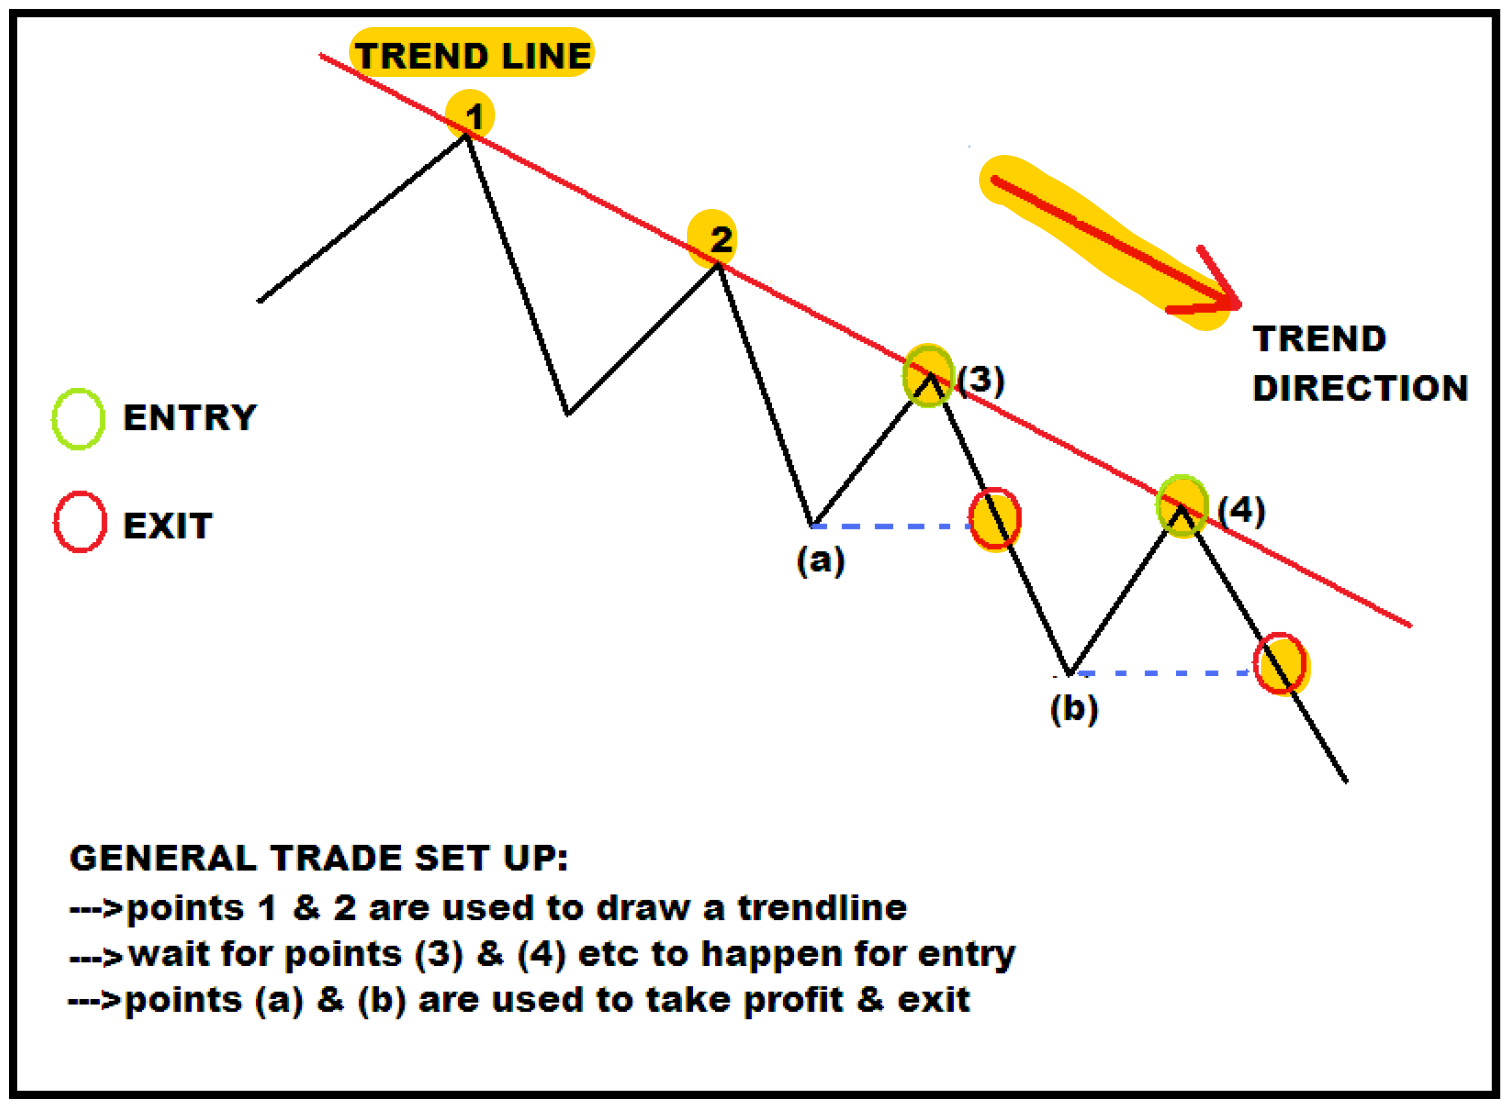 TREND LINE
1
2
TREND
DIRECTION
(3)
ENTRY
(4)
EXIT
(a)
(b)
GENERAL TRADE SET UP:
--->points 1 & 2 are used to draw a trendline
--->wait for points (3) & (4) etc to happen for entry
--->points (a) & (b) are used to take profit & exit